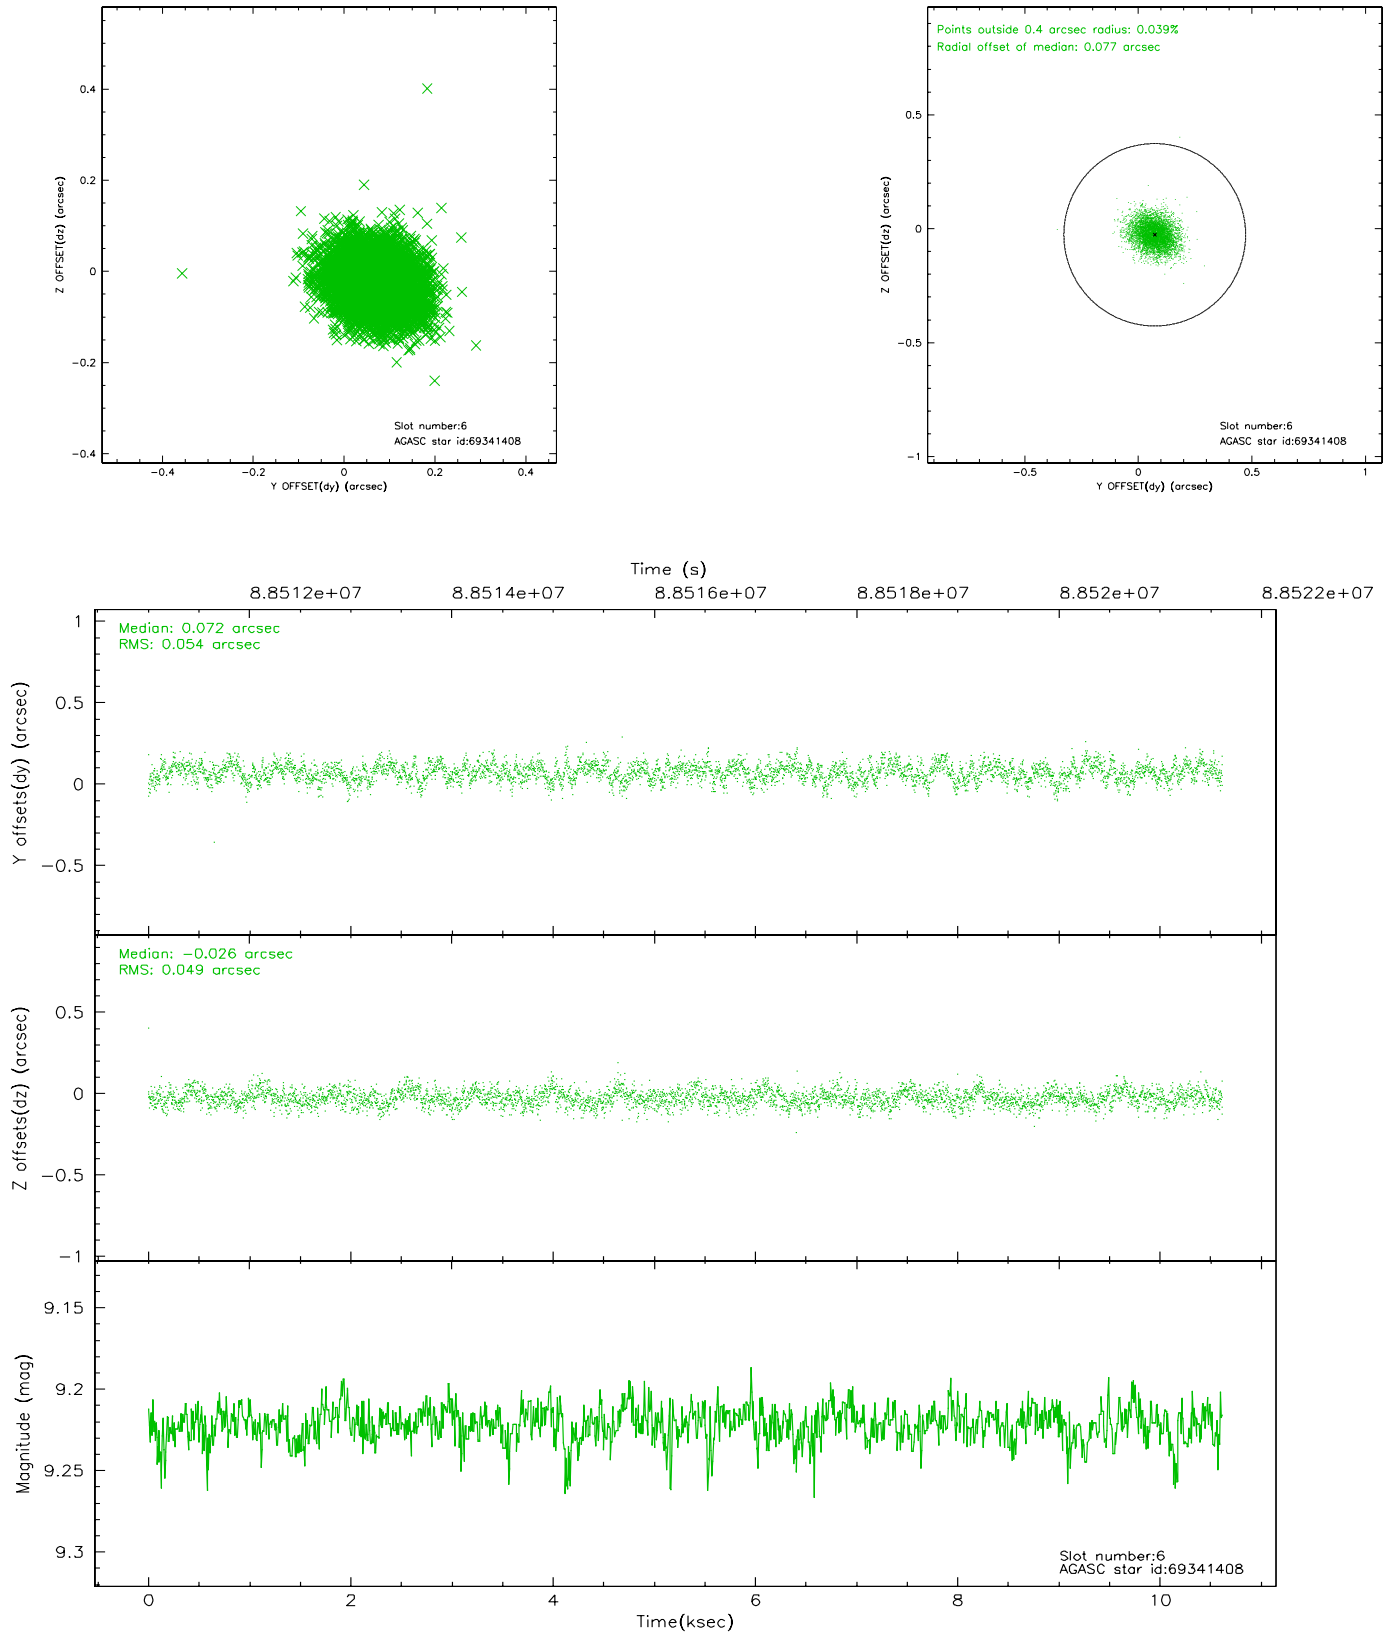 0.4
0.2
0
−0.2
−0.4
−0.4
−0.2
0
0.2
0.4
Z OFFSET(dz) (arcsec)
Y OFFSET(dy) (arcsec)
Slot number:6
AGASC star id:69341408
Points outside 0.4 arcsec radius: 0.039%
Radial offset of median: 0.077 arcsec
0.5
0
−0.5
−1
−0.5
0
0.5
1
Z OFFSET(dz) (arcsec)
Y OFFSET(dy) (arcsec)
Slot number:6
AGASC star id:69341408
Time (s)
8.8512e+07
8.8514e+07
8.8516e+07
8.8518e+07
8.852e+07
8.8522e+07
Median: 0.072 arcsec
RMS: 0.054 arcsec
1
0.5
0
−0.5
Y offsets(dy) (arcsec)
Median: −0.026 arcsec
RMS: 0.049 arcsec
0.5
0
−0.5
−1
Z offsets(dz) (arcsec)
9.15
9.2
9.25
9.3
Magnitude (mag)
Slot number:6
AGASC star id:69341408
0
2
4
6
8
10
Time(ksec)